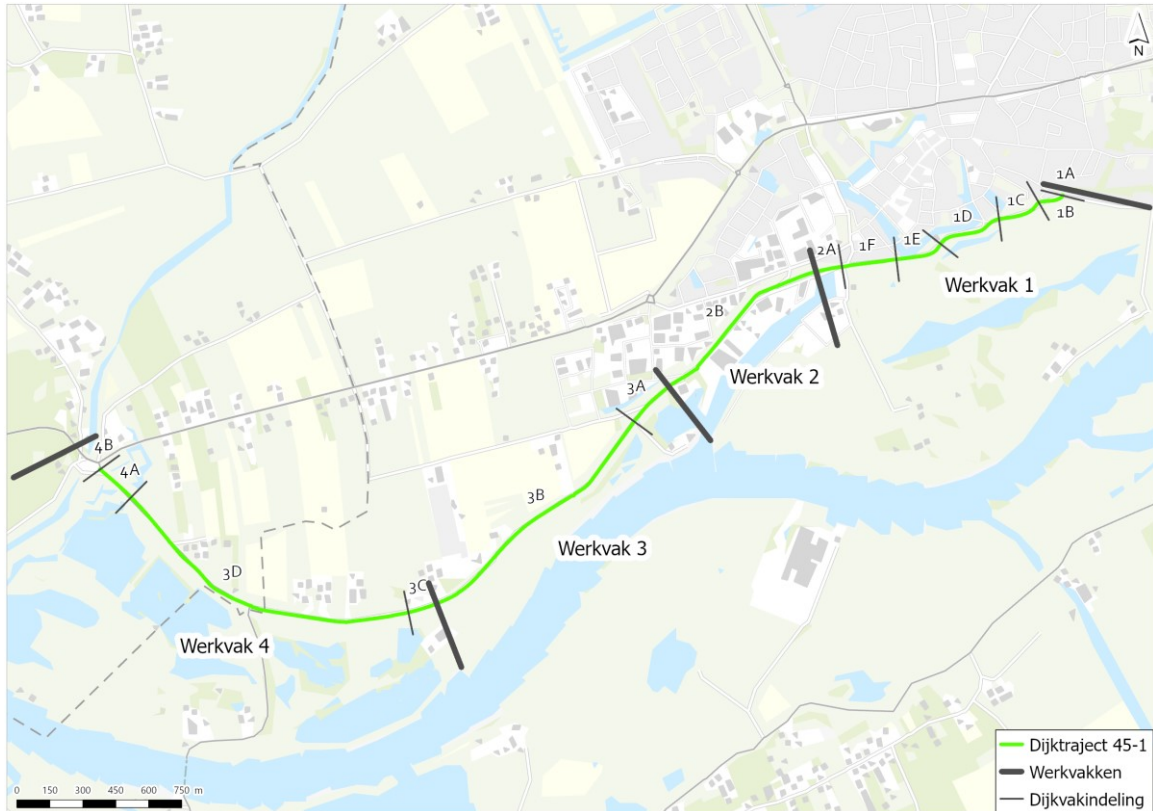 N
1A
1C
1B
1D
1E
1F
2A
Werkvak 1
2B
Werkvak 2
3A
3B
Werkvak 3
4B
4A
3D
3C
Werkvak 4
Dijktraject 45-1
Werkvakken
Dijkvakindeling
0 150 300 450 600 750 m